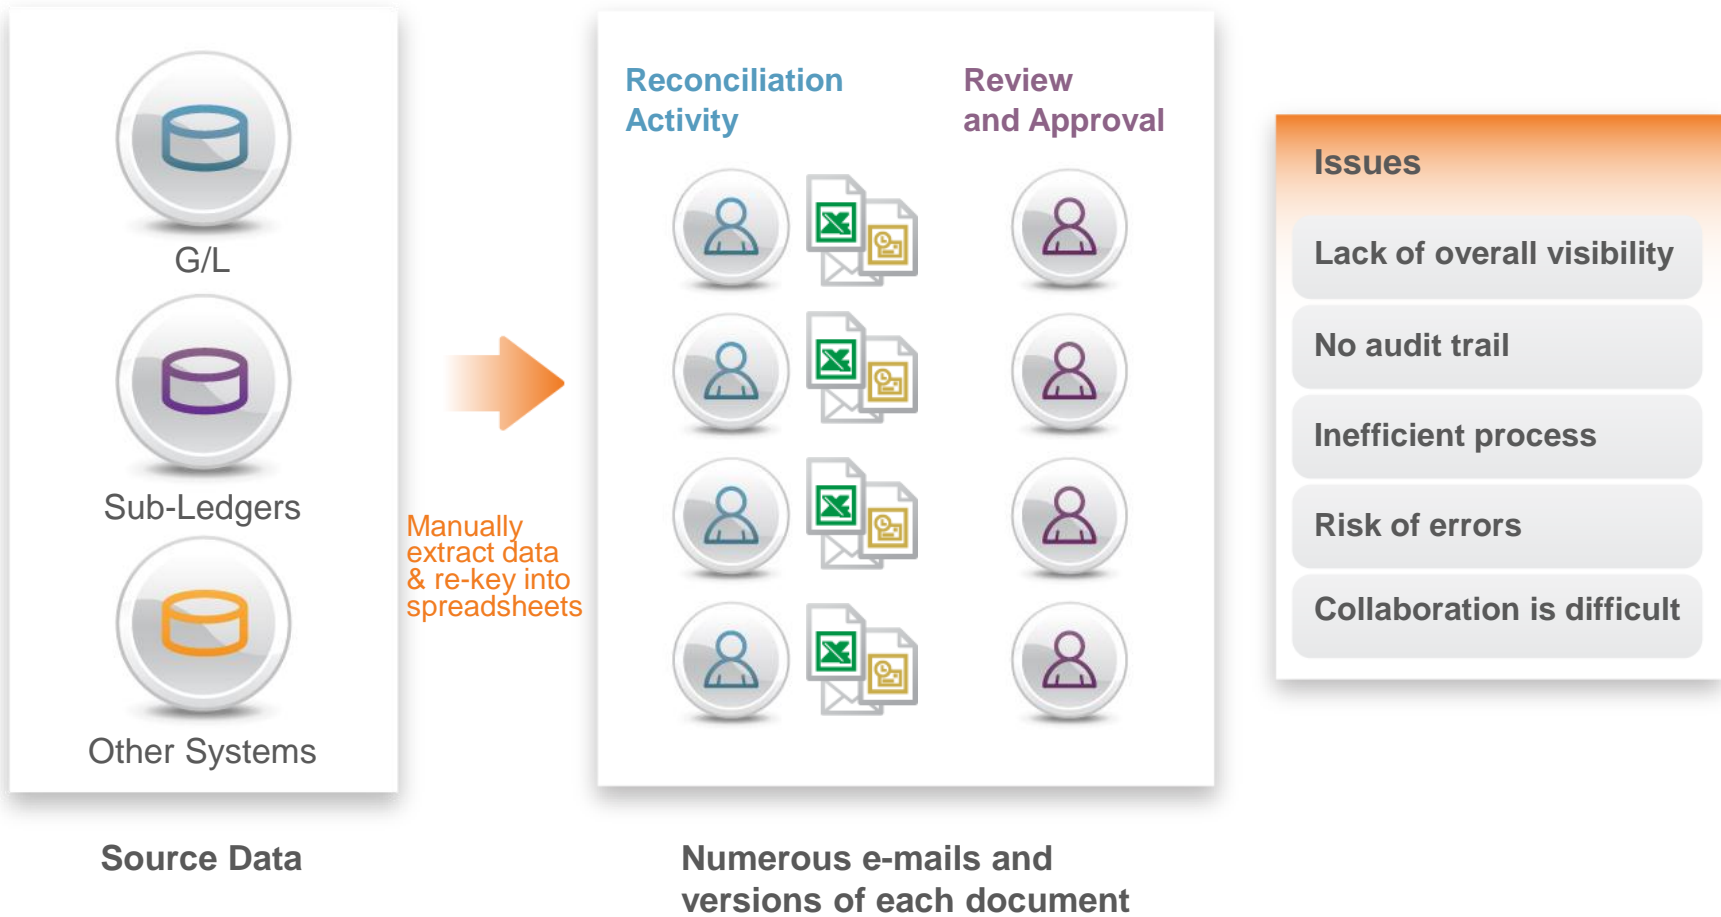 G/L
Sub-Ledgers
Other Systems
Source Data
Manually
extract data
& re-key into
spreadsheets
Reconciliation
Activity
Review
and Approval
Numerous e-mails and
versions of each document
Issues
Lack of overall visibility
No audit trail
Inefficient process
Risk of errors
Collaboration is difficult